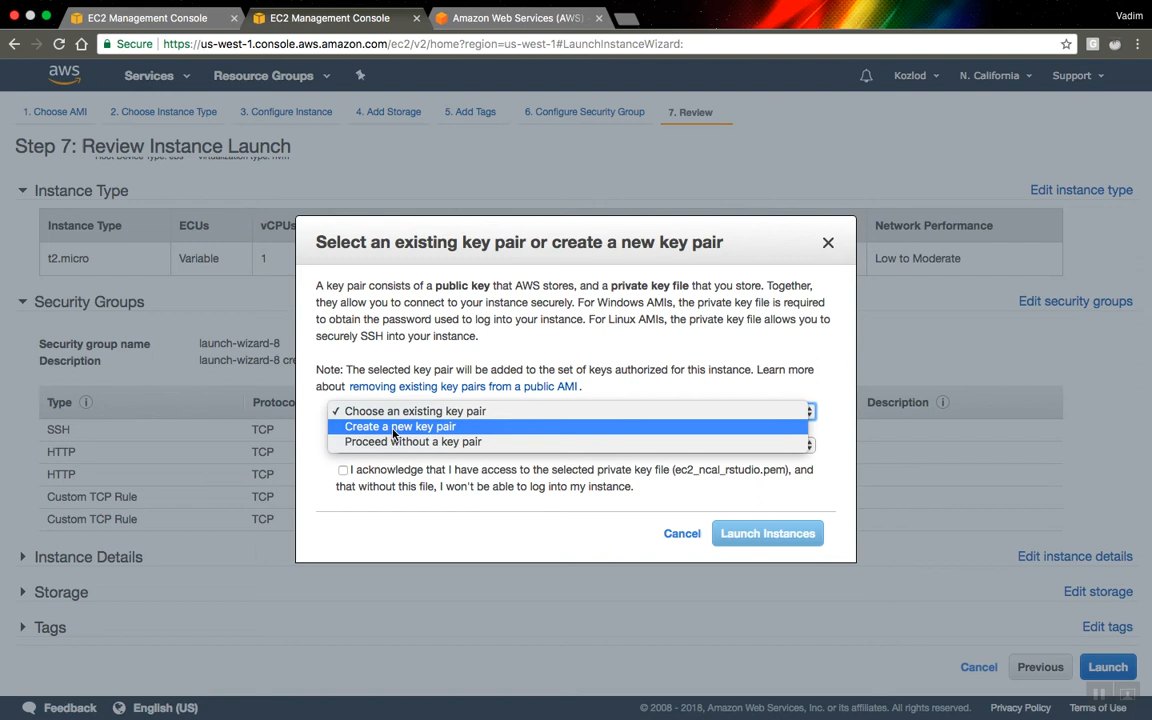 EC2 Management Console
EC2 Management Console
Amazon Web Services (AWS)
Vadim
Secure
https://us-west-1.console.aws.amazon.com/ec2/v2/home?region=us-west-1#LaunchInstanceWizard:
aws
Services
Resource Groups
Kozlod
N. California
Support
1. Choose AMI
2. Choose Instance Type
3. Configure Instance
4. Add Storage
5. Add Tags
6. Configure Security Group
7. Review
Step 7: Review Instance Launch
Root Device Type: ebs Virtualization type: hvm
Instance Type
Edit instance type
Instance Type
ECUs
vCPUs
Network Performance
t2.micro
Variable
1
Low to Moderate
Select an existing key pair or create a new key pair
A key pair consists of a public key that AWS stores, and a private key file that you store. Together,
they allow you to connect to your instance securely. For Windows AMIs, the private key file is required
to obtain the password used to log into your instance. For Linux AMIs, the private key file allows you to
securely SSH into your instance.
Note: The selected key pair will be added to the set of keys authorized for this instance. Learn more
about removing existing key pairs from a public AMI.
✓ Choose an existing key pair
Create a new key pair
Proceed without a key pair
I acknowledge that I have access to the selected private key file (ec2_ncal_rstudio.pem), and
that without this file, I won't be able to log into my instance.
Cancel
Launch Instances
Security Groups
Edit security groups
Security group name
launch-wizard-8
Description
launch-wizard-8 cre
Type
Protoco
Description
SSH
TCP
HTTP
TCP
HTTP
TCP
Custom TCP Rule
TCP
Custom TCP Rule
TCP
Instance Details
Edit instance details
Storage
Edit storage
Tags
Edit tags
Cancel
Previous
Launch
Feedback
English (US)
© 2008 - 2018, Amazon Web Services, Inc. or its affiliates. All rights reserved.
Privacy Policy
Terms of Use